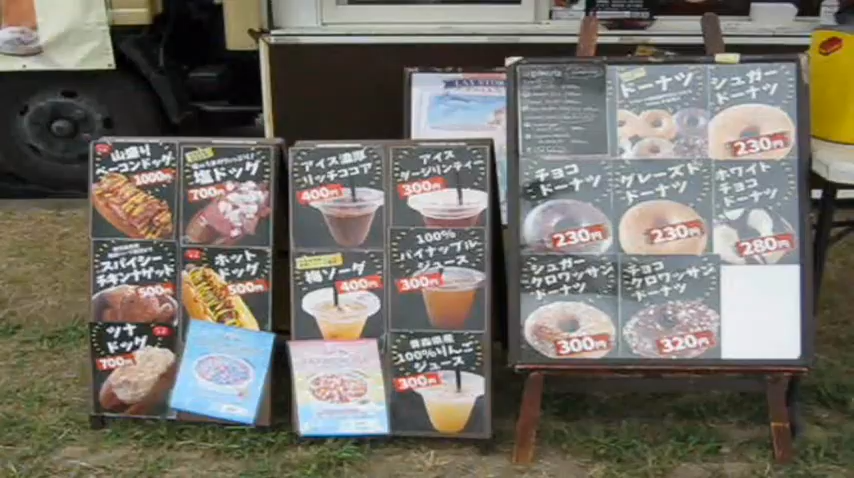 山盛り
ベーコンドッグ
1000円
塩ドッグ
700円
スパイシー
チキンナゲット
500円
ホット
ドッグ
500円
ツナ
ドッグ
700円
アイス濃厚
リッチココア
400円
アイス
ダージリンティー
300円
梅ソーダ
400円
100%
パイナップル
ジュース
300円
青森県産
100%りんご
ジュース
300円
ドーナツ
シュガー
ドーナツ
230円
チョコ
ドーナツ
230円
グレーズド
ドーナツ
230円
ホワイト
チョコ
ドーナツ
280円
シュガー
クロワッサン
ドーナツ
300円
チョコ
クロワッサン
ドーナツ
320円